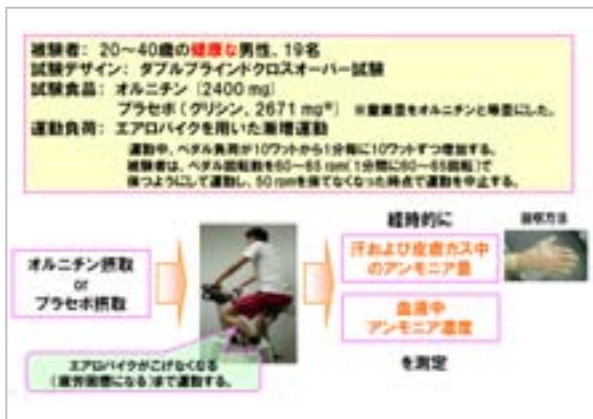 被験者： 20～40歳の健康な男性、19名
試験デザイン： ダブルブラインドクロスオーバー試験
試験食品： オルニチン（2400 mg）
プラセボ（グリシン、2671 mg※） ※窒素量をオルニチンと等量にした。
運動負荷： エアロバイクを用いた漸増運動
運動中、ペダル負荷が10ワットから1分毎に10ワットずつ増加する。
被験者は、ペダル回転数を60～65 rpm（1分間に60～65回転）で
保つようにして運動し、50 rpmを保てなくなった時点で運動を中止する。
経時的に
回収方法
汗および皮膚ガス中
のアンモニア量
オルニチン摂取
or
プラセボ摂取
血液中
アンモニア濃度
エアロバイクがこげなくなる
（疲労困憊になる）まで運動する。
を測定